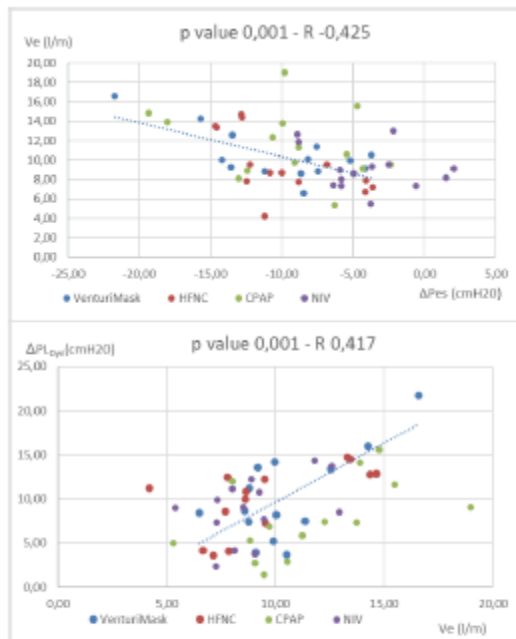 p value 0,001 - R -0,425
Ve (l/m)
20,00
18,00
16,00
14,00
12,00
10,00
8,00
6,00
4,00
2,00
0,00
-25,00 -20,00 -15,00 -10,00 -5,00 0,00 5,00
VenturiMask HFNC CPAP NIV
ΔPes (cmH20)
p value 0,001 - R 0,417
ΔPLdyn(cmH20)
25,00
20,00
15,00
10,00
5,00
0,00
0,00 5,00 10,00 15,00 20,00
VenturiMask HFNC CPAP NIV
Ve (l/m)